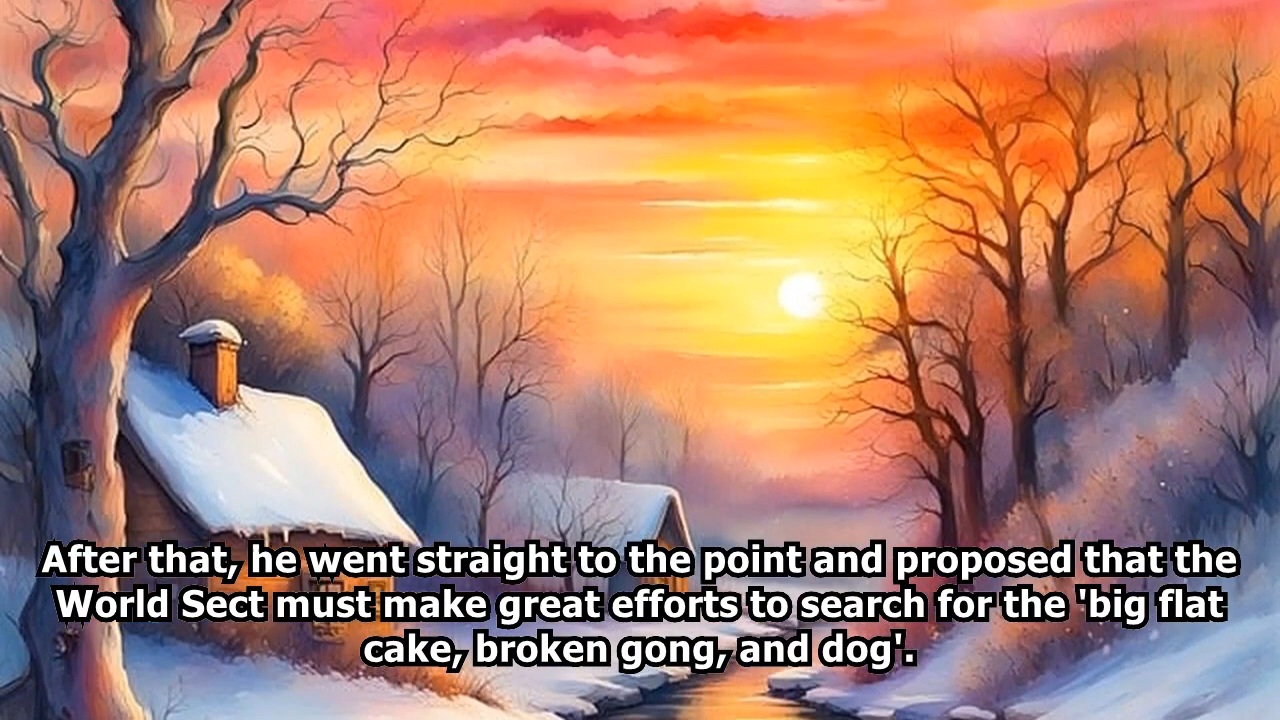 After that, he went straight to the point and proposed that the
World Sect must make great efforts to search for the 'big flat
cake, broken gong, and dog'.